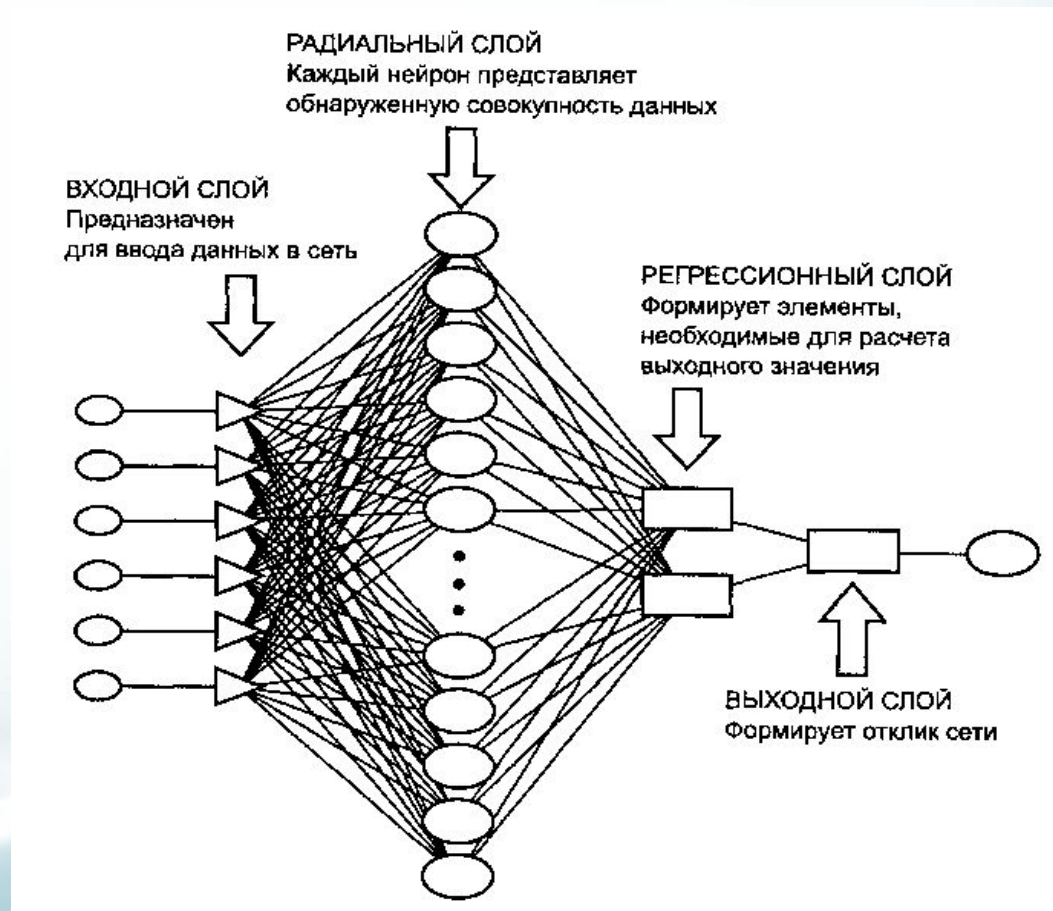 РАДИАЛЬНЫЙ СЛОЙ
Каждый нейрон представляет
обнаруженную совокупность данных
ВХОДНОЙ СЛОЙ
Предназначен
для ввода данных в сеть
РЕГРЕССИОННЫЙ СЛОЙ
Формирует элементы,
необходимые для расчета
выходного значения
ВЫХОДНОЙ СЛОЙ
Формирует отклик сети